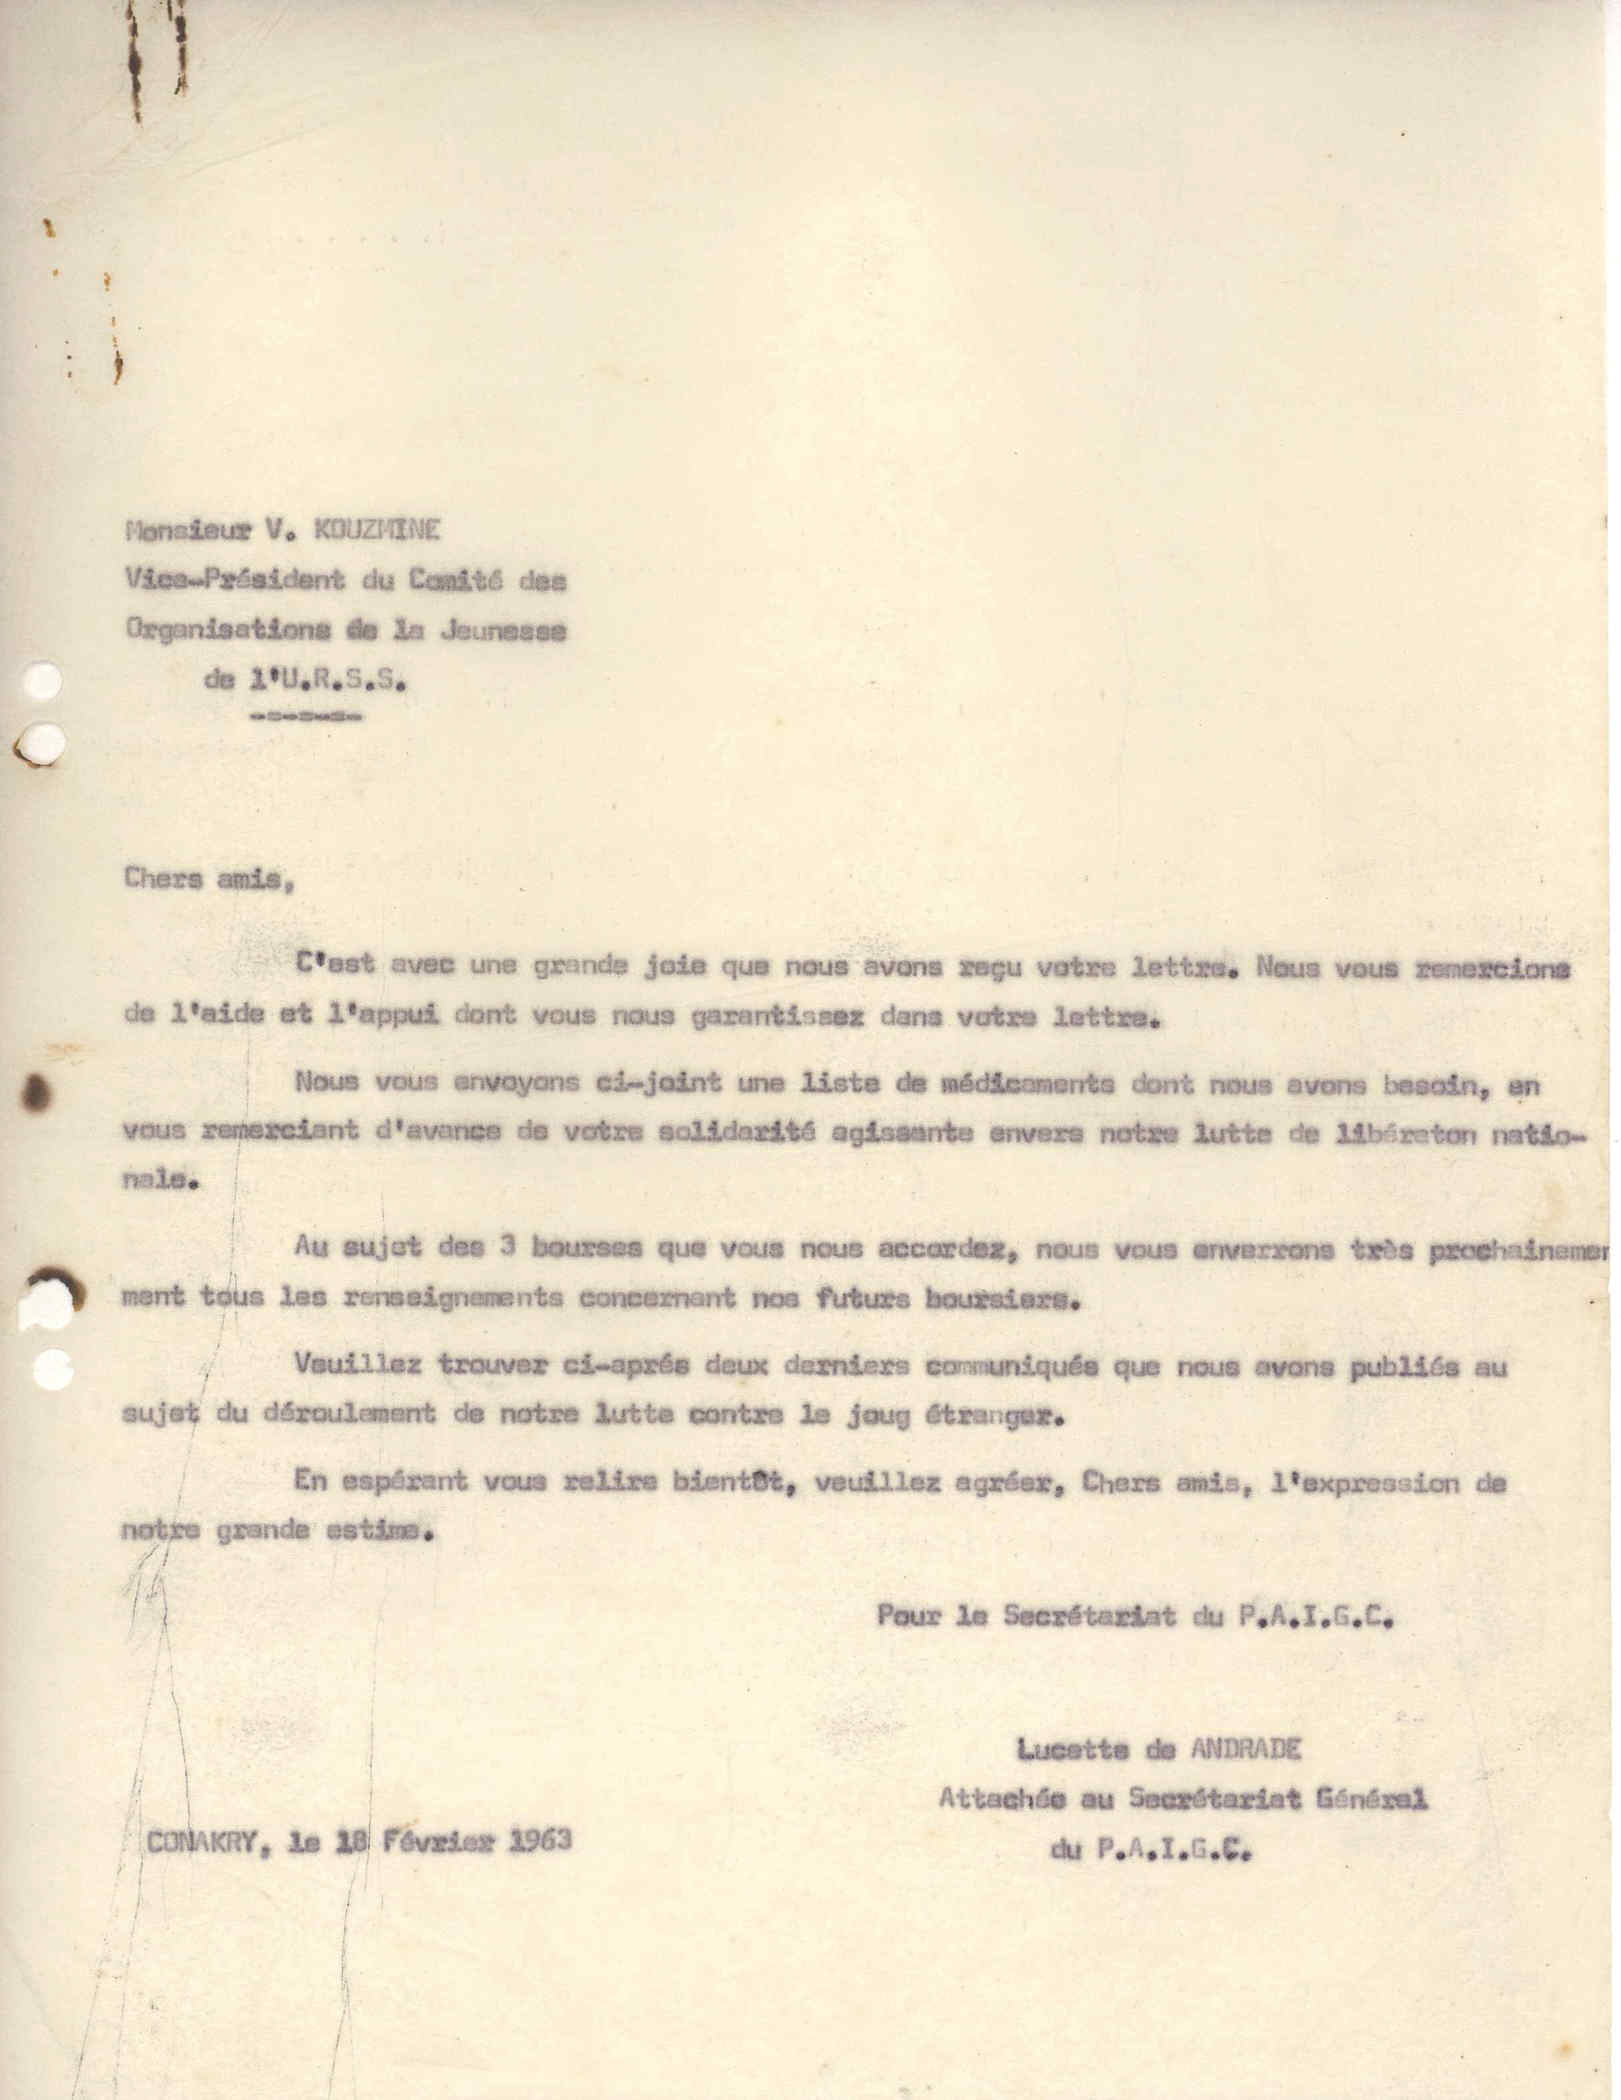 Monsieur V. KOUZMINE
Vice-Président du Comité des
Organisations de la Jeunesse
de l'U.R.S.S.
-=-=-=-
Chers amis,
C'est avec une grande joie que nous avons reçu votre lettre. Nous vous remercions
de l'aide et l'appui dont vous nous garantissez dans votre lettre.
Nous vous envoyons ci-joint une liste de médicaments dont nous avons besoin, en
vous remerciant d'avance de votre solidarité agissante envers notre lutte de libératon natio-
nale.
Au sujet des 3 bourses que vous nous accordez, nous vous enverrons très prochainemen
ment tous les renseignements concernant nos futurs boursiers.
Veuillez trouver ci-aprés deux derniers communiqués que nous avons publiés au
sujet du déroulement de notre lutte contre le joug étranger.
En espérant vous relire bientôt, veuillez agréer, Chers amis, l'expression de
notre grande estime.
Pour le Secrétariat du P.A.I.G.C.
Lucette de ANDRADE
Attachée au Secrétariat Général
du P.A.I.G.C.
CONAKRY, le 18 Février 1963